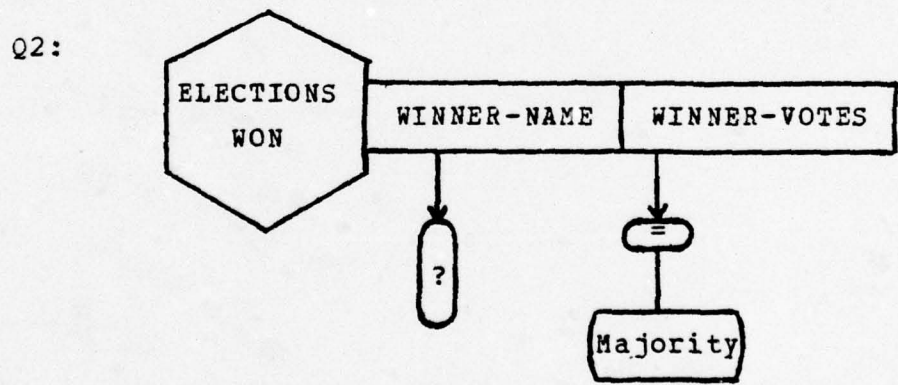 Q2:
ELECTIONS
WON
WINNER-NAME
WINNER-VOTES
?
=
Majority